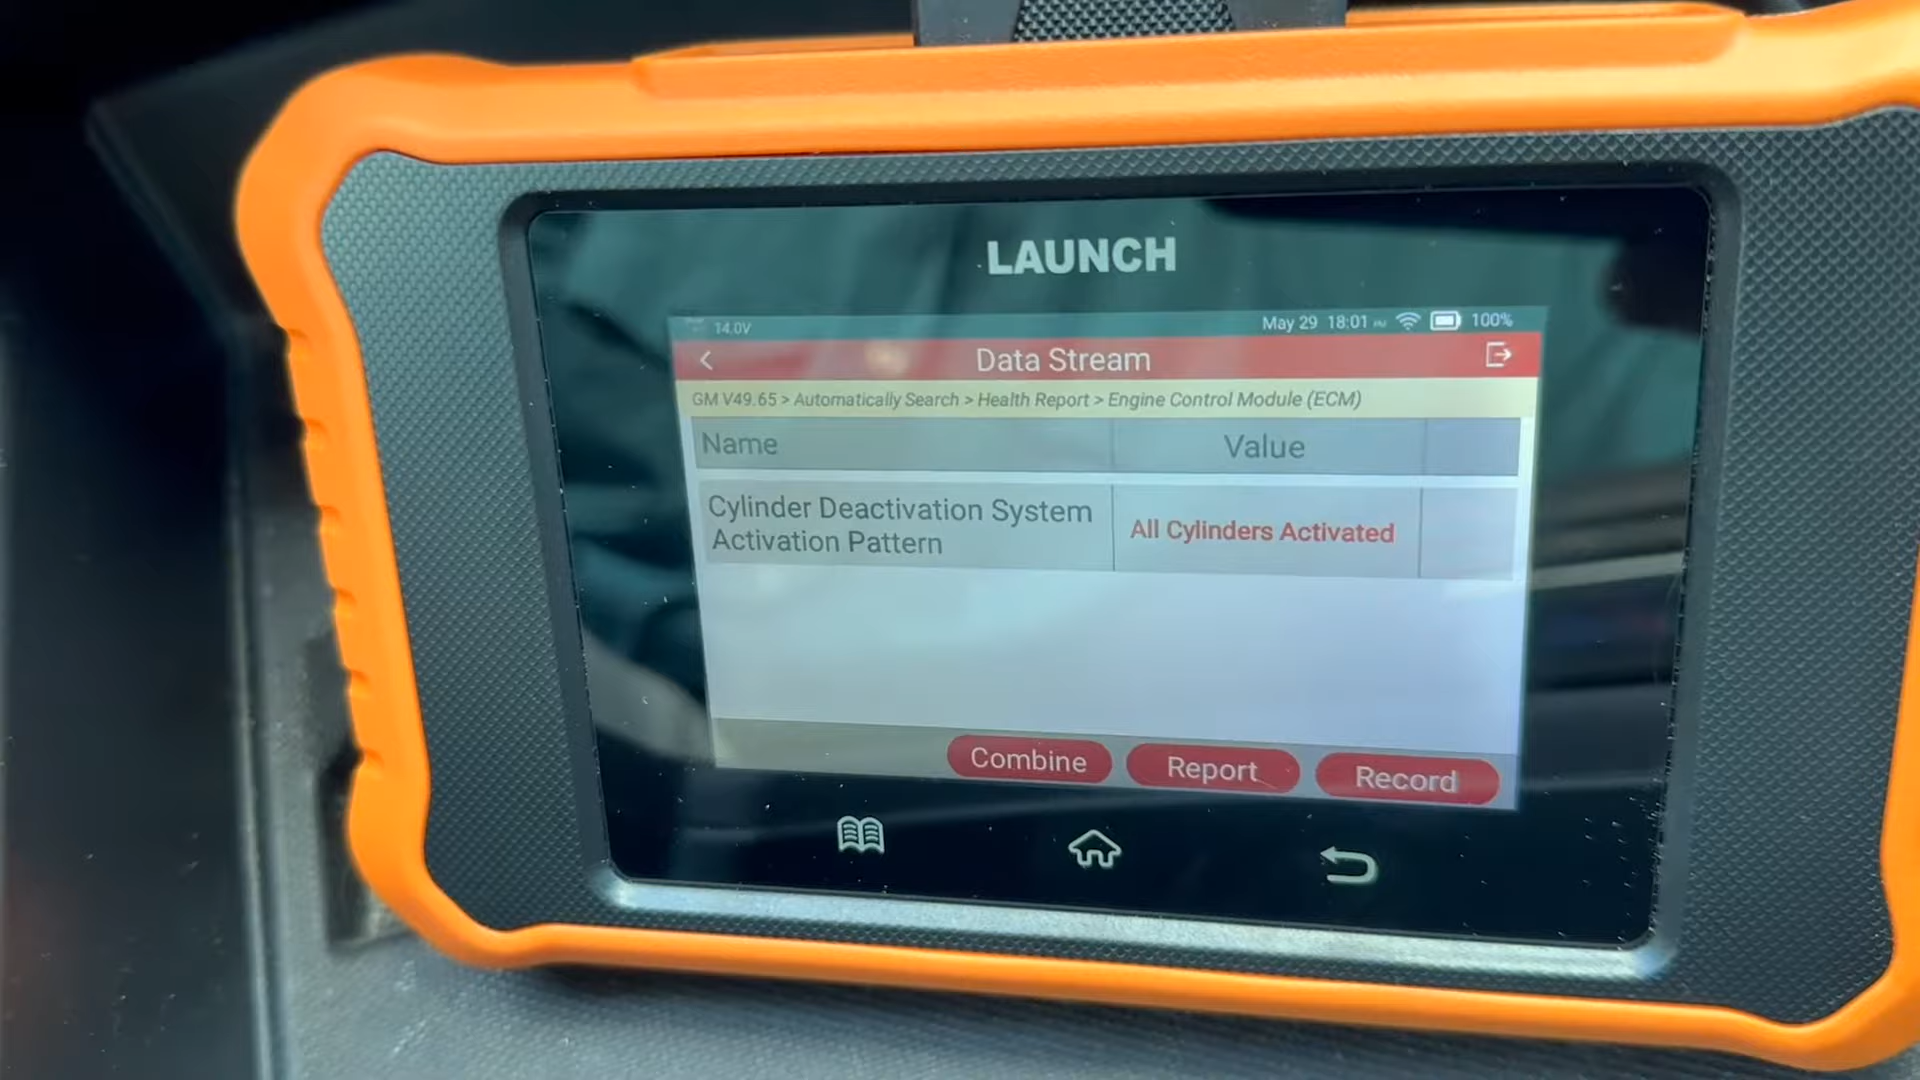 LAUNCH
14.0V
May 29 18:01 100%
Data Stream
GM V49.65 > Automatically Search > Health Report > Engine Control Module (ECM)
Name Value
Cylinder Deactivation System
Activation Pattern
All Cylinders Activated
Combine Report Record